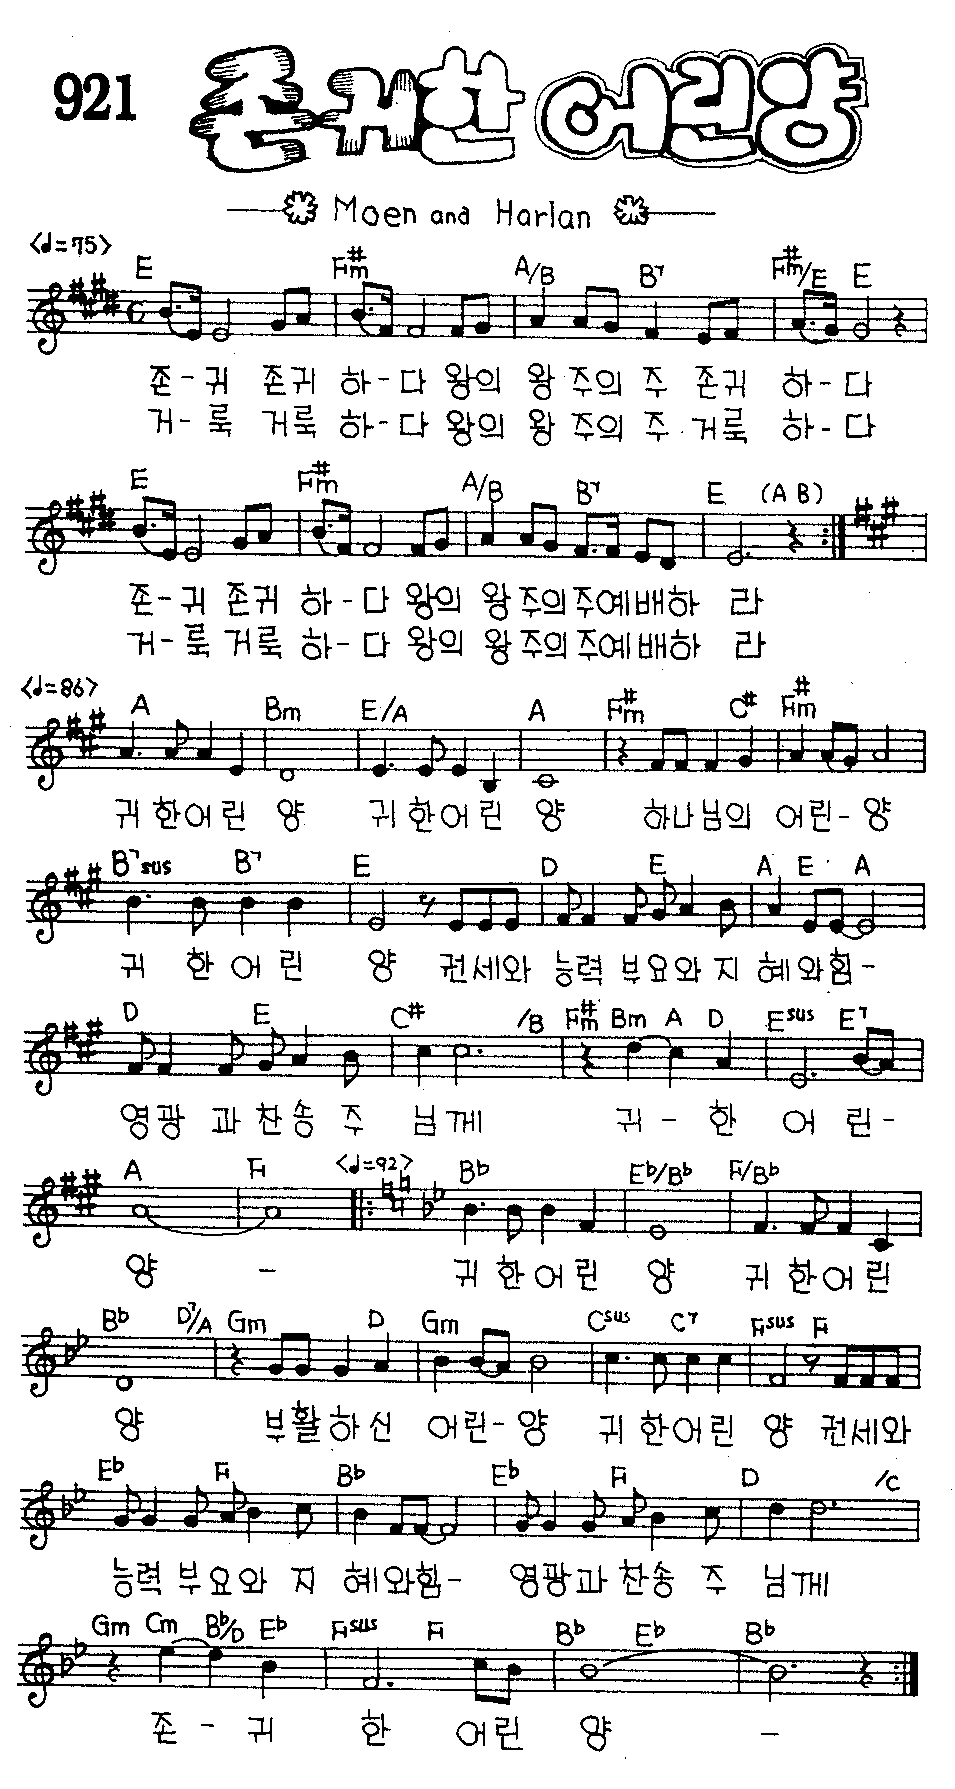 921 존귀한 어린양
Moen and Harlan
<♩=75>
E F#m A/B B7 F#m/E E
존-귀 존귀 하-다 왕의 왕 주의 주 존귀 하-다
거-룩 거룩 하-다 왕의 왕 주의 주 거룩 하-다
E F#m A/B B7 E (A B)
존-귀 존귀 하-다 왕의 왕 주의주예배하 라
거-룩 거룩 하-다 왕의 왕 주의주예배하 라
<♩=86>
A Bm E/A A F#m C# F#m
귀한어린 양 귀한어린 양 하나님의 어린-양
B7sus B7 E D E A E A
귀 한어 린 양 권세와 능력 부요와 지 혜와힘-
D E C# /B F#m Bm A D Esus E7
영광 과 찬송 주 님께 귀 - 한 어 린-
A F <♩=92> Bb Eb/Bb F/Bb
양 - 귀 한어린 양 귀 한어린
Bb D7/A Gm D Gm Csus C7 Fsus F
양 부활하신 어린-양 귀 한어린 양 권세와
Eb F Bb Eb F D /C
능력 부요와 지 혜와힘- 영광과 찬송 주 님께
Gm Cm Bb/D Eb Fsus F Bb Eb Bb
존 - 귀 한 어린 양 -